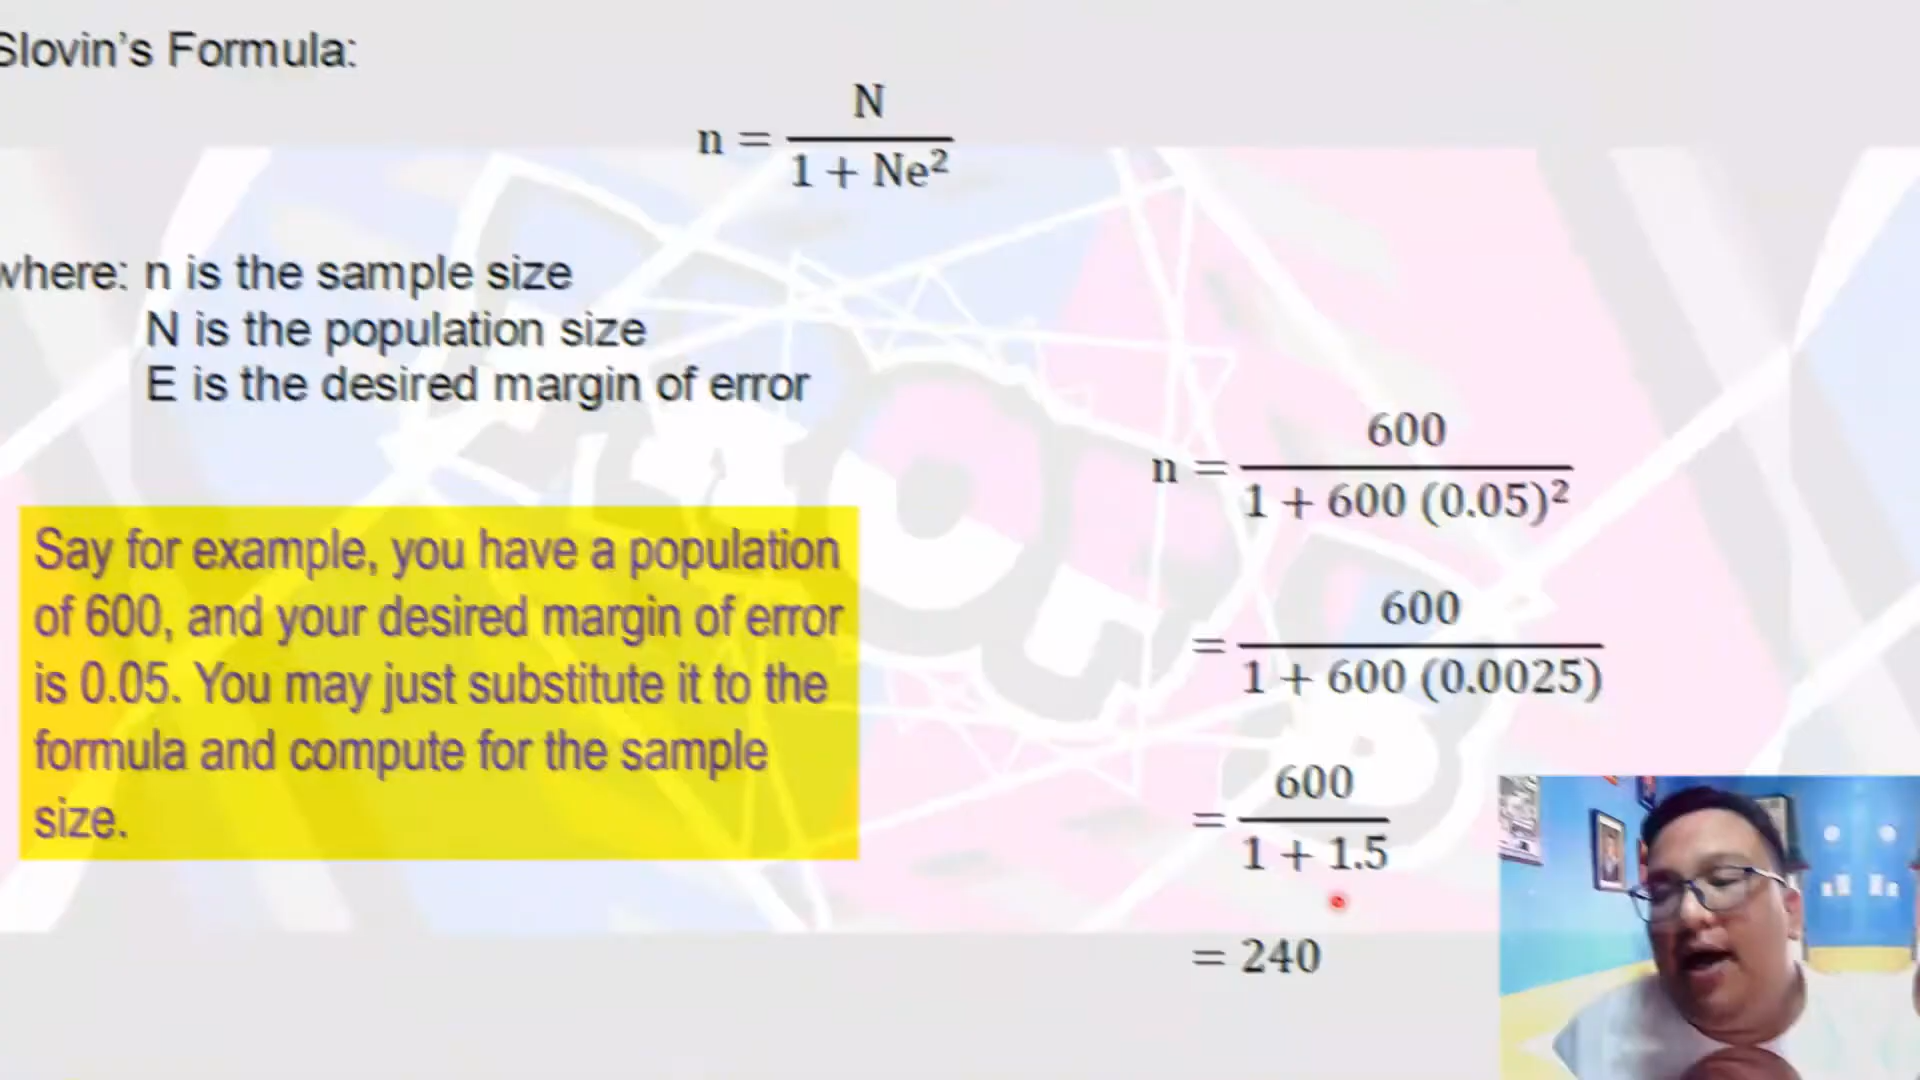 Slovin's Formula:
n = N / 1 + Ne²
where: n is the sample size
N is the population size
E is the desired margin of error
Say for example, you have a population
of 600, and your desired margin of error
is 0.05. You may just substitute it to the
formula and compute for the sample
size.
n = 600 / 1 + 600 (0.05)²
= 600 / 1 + 600 (0.0025)
= 600 / 1 + 1.5
= 240